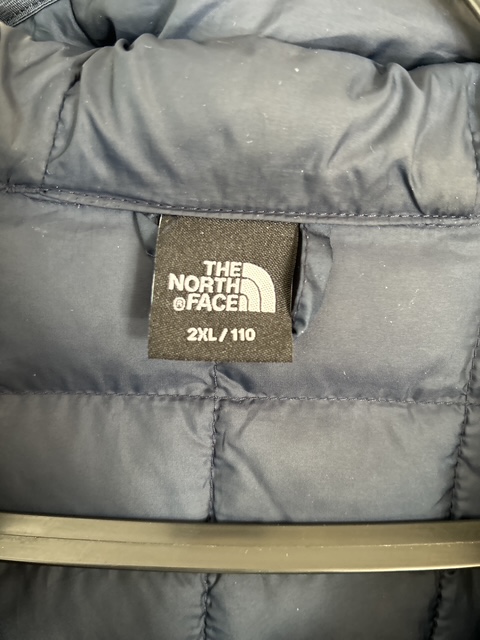 THE
NORTH
®FACE
2XL/110